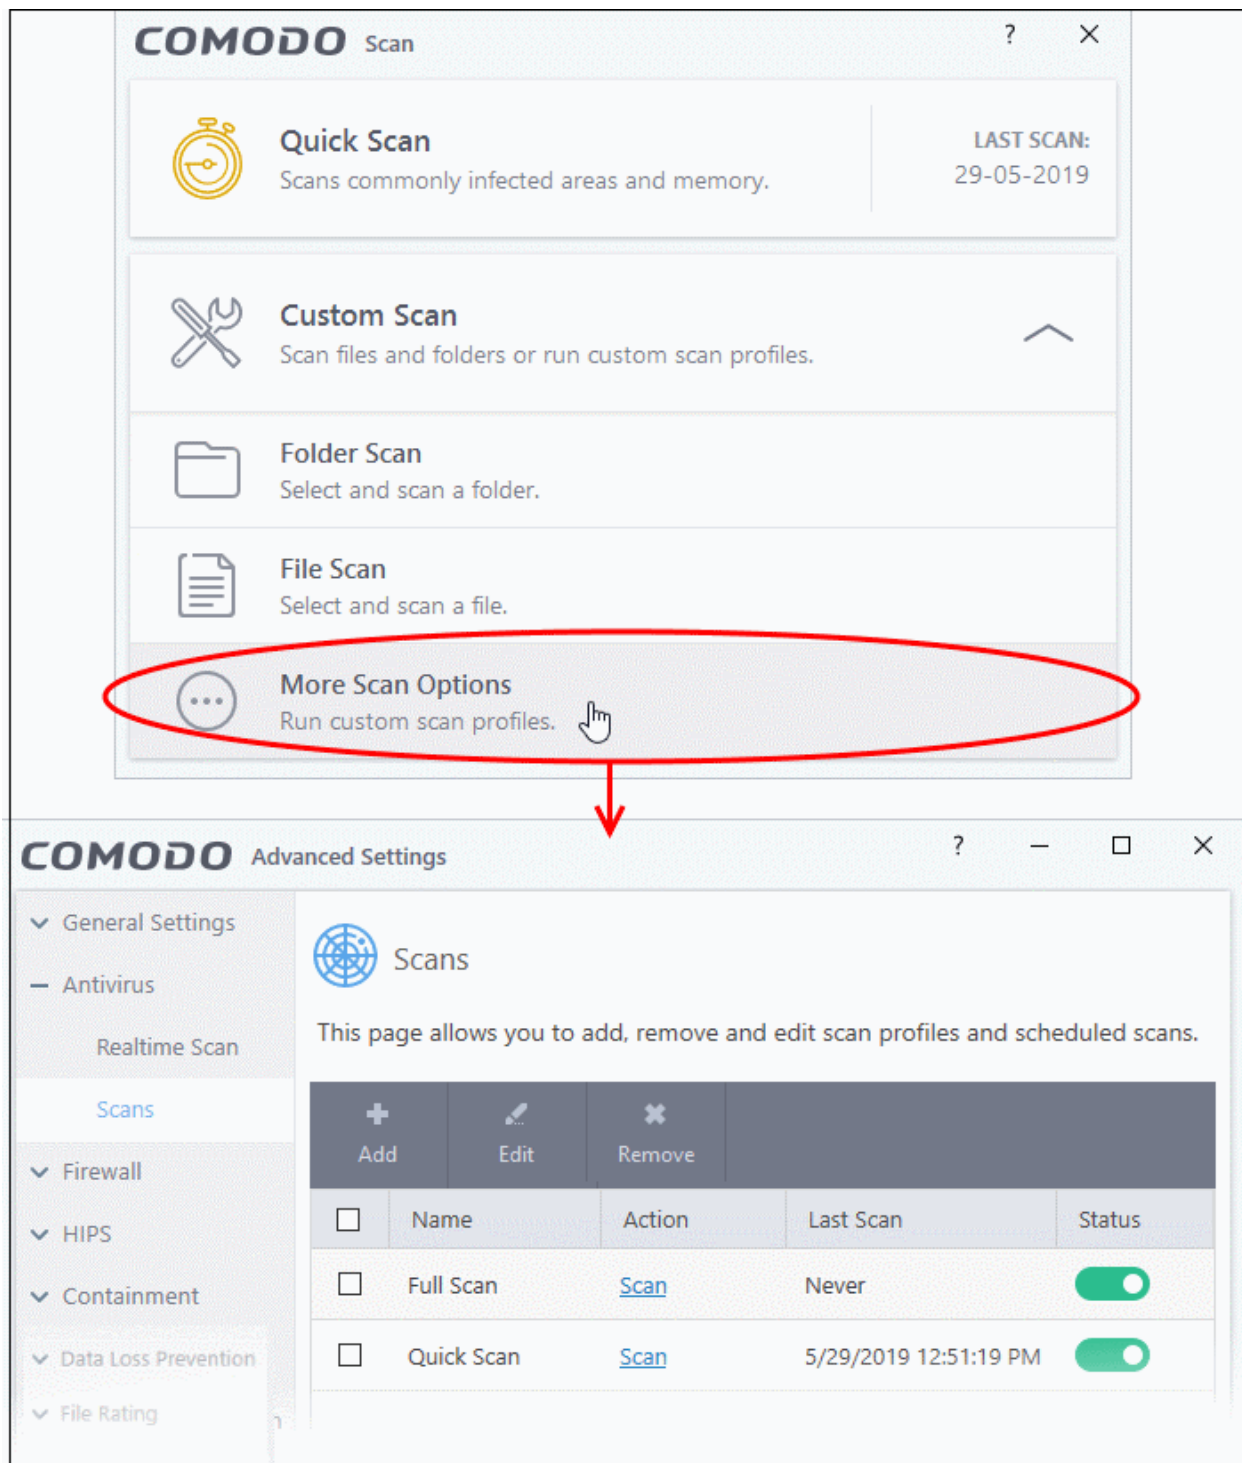 COMODO Scan ?
Quick Scan
Scans commonly infected areas and memory.
LAST SCAN:
29-05-2019
Custom Scan
Scan files and folders or run custom scan profiles.
Folder Scan
Select and scan a folder.
File Scan
Select and scan a file.
More Scan Options
Run custom scan profiles.
COMODO Advanced Settings ?
General Settings
Antivirus
Realtime Scan
Scans
Firewall
HIPS
Containment
Data Loss Prevention
File Rating
n
Scans
This page allows you to add, remove and edit scan profiles and scheduled scans.
Add Edit Remove
Name Action Last Scan Status
Full Scan Scan Never
Quick Scan Scan 5/29/2019 12:51:19 PM